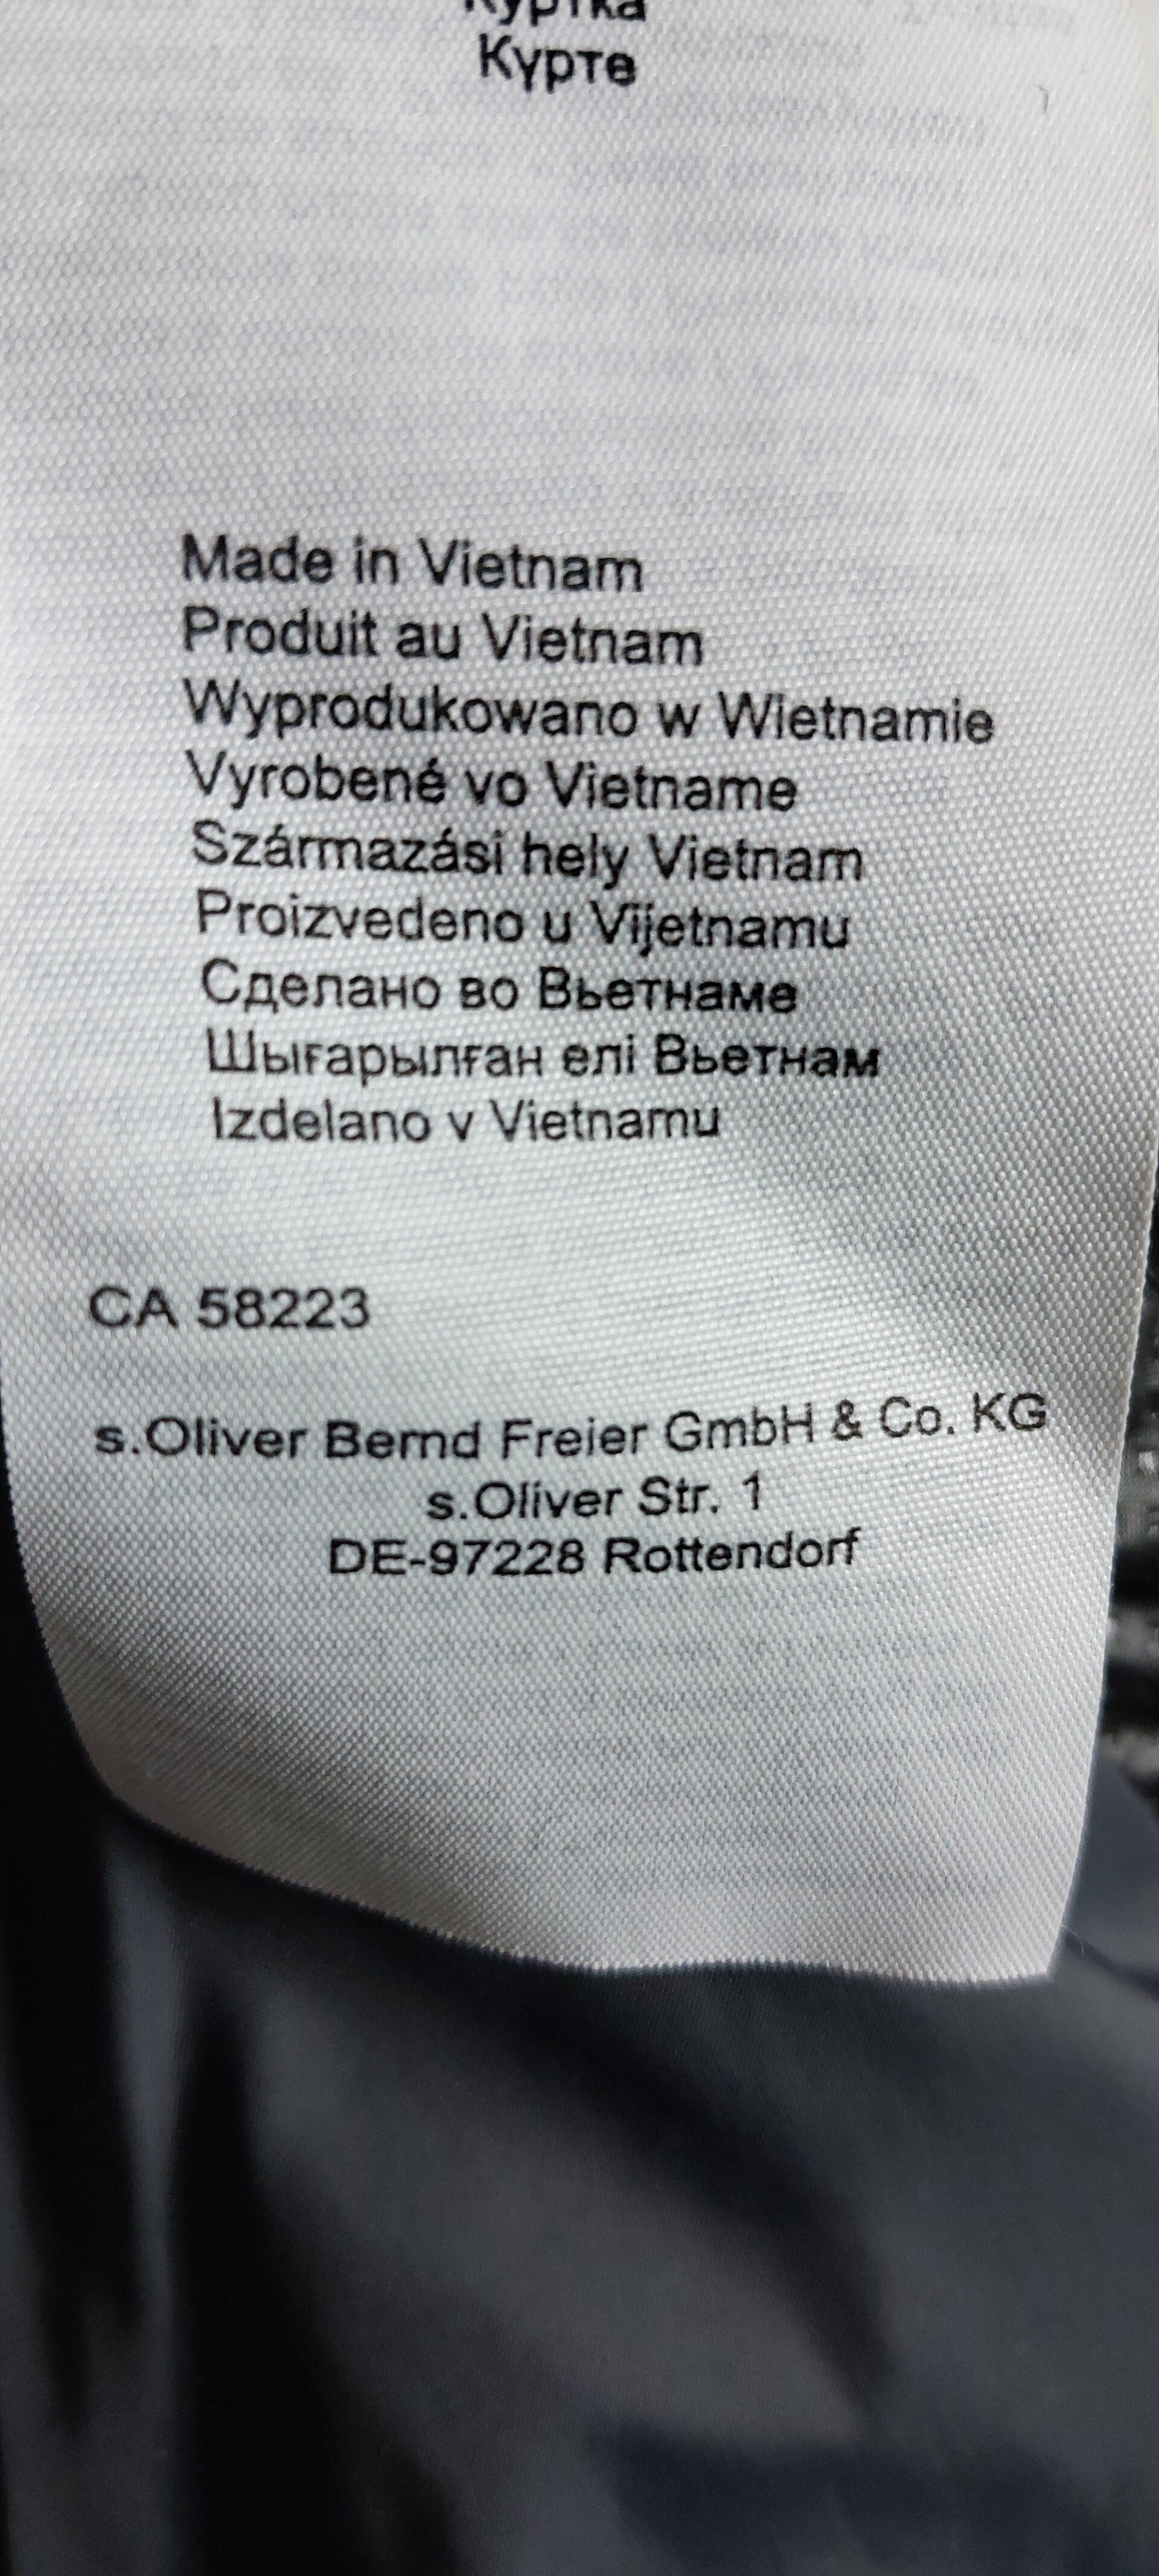 Куртка
Күрте
Made in Vietnam
Produit au Vietnam
Wyprodukowano w Wietnamie
Vyrobené vo Vietname
Származási hely Vietnam
Proizvedeno u Vijetnamu
Сделано во Вьетнаме
Шығарылған елі Вьетнам
Izdelano v Vietnamu
CA 58223
s.Oliver Bernd Freier GmbH & Co. KG
s.Oliver Str. 1
DE-97228 Rottendorf